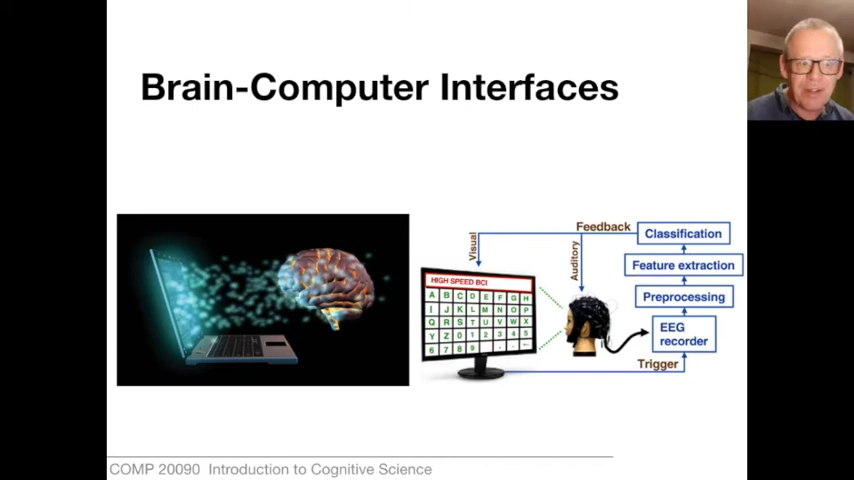 Brain-Computer Interfaces
Feedback
Classification
Visual
Auditory
Feature extraction
HIGH SPEED BCI
A B C D E F G H
I J K L M N O P
Q R S T U V W X
Y Z 0 1 2 3 4 5
6 7 8 9
Preprocessing
EEG
recorder
Trigger
COMP 20090 Introduction to Cognitive Science